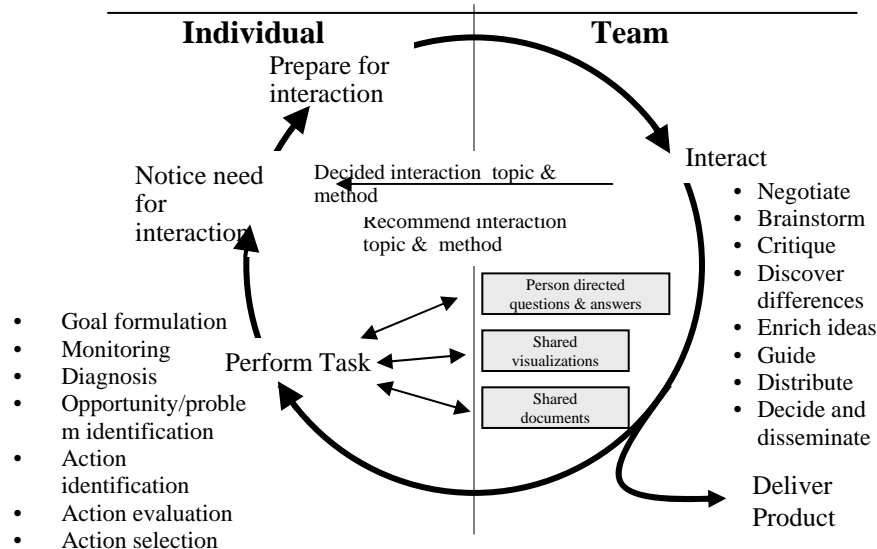 Individual
Team
Prepare for
interaction
Notice need
for
interaction
Decided interaction topic &
method
Recommend interaction
topic & method
Interact
• Negotiate
• Brainstorm
• Critique
• Discover
differences
• Enrich ideas
• Guide
• Distribute
• Decide and
disseminate
Person directed
questions & answers
Shared
visualizations
Shared
documents
Perform Task
• Goal formulation
• Monitoring
• Diagnosis
• Opportunity/proble
m identification
• Action
identification
• Action evaluation
• Action selection
Deliver
Product